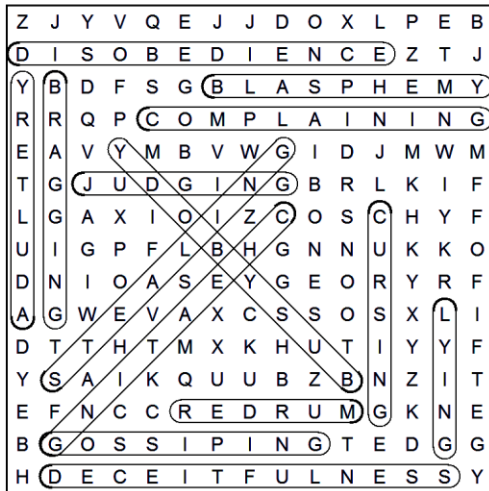 Z J Y V Q E J J D O X L P E B
D I S O B E D I E N C E Z T J
Y B D F S G B L A S P H E M Y
R R Q P C O M P L A I N I N G
E A V Y M B V W G I D J M W M
T G J U D G I N G B R L K I F
L G A X I O I Z C O S C H Y F
U I G P F L B H G N N U K K O
D N I O A S E Y G E O R Y R F
A G W E V A X C S S O S X L I
D T T H T M X K H U T I Y Y F
Y S A I K Q U U B Z B N Z I T
E F N C C R E D R U M G K N E
B G O S S I P I N G T E D G G
H D E C E I T F U L N E S S Y